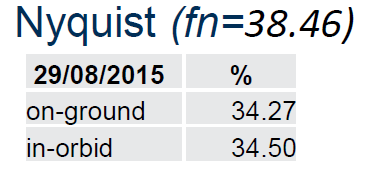 Nyquist (fn=38.46)
29/08/2015 %
on-ground 34.27
in-orbid 34.50